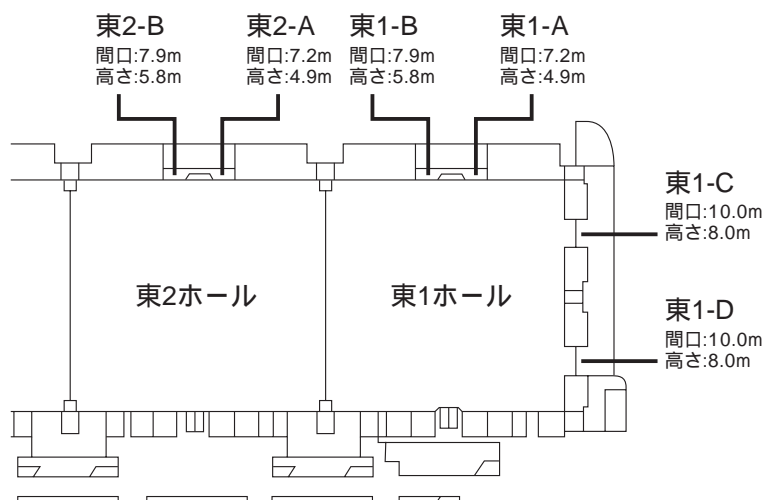 東2-B
間口:7.9m
高さ:5.8m
東2-A
間口:7.2m
高さ:4.9m
東1-B
間口:7.9m
高さ:5.8m
東1-A
間口:7.2m
高さ:4.9m
東1-C
間口:10.0m
高さ:8.0m
東2ホール
東1ホール
東1-D
間口:10.0m
高さ:8.0m